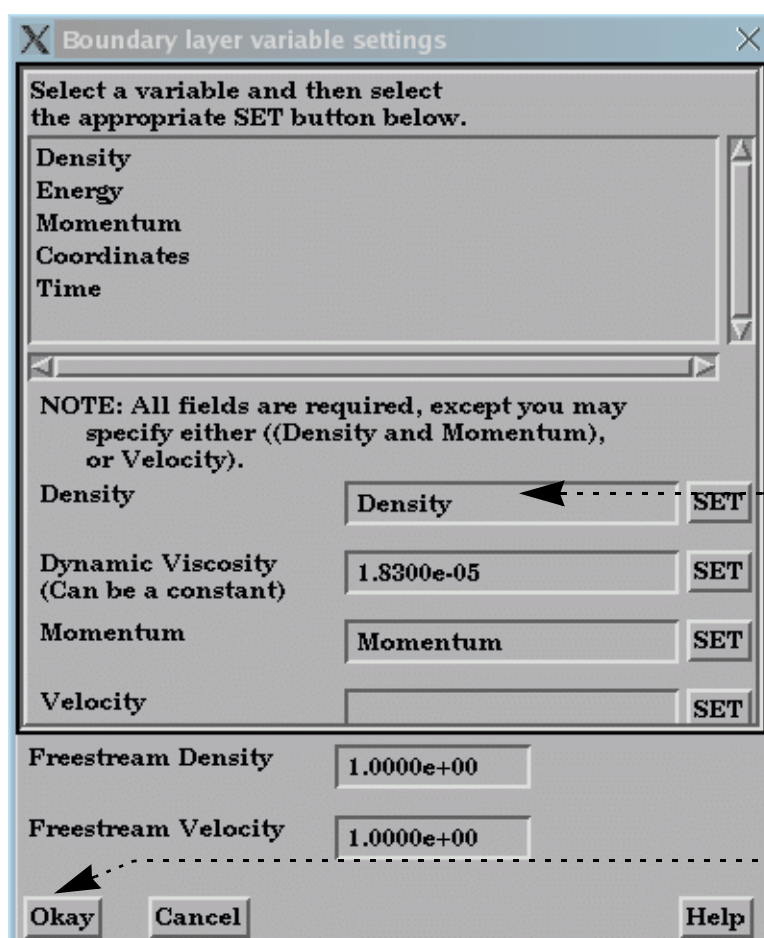 X Boundary layer variable settings
Select a variable and then select
the appropriate SET button below.
Density
Energy
Momentum
Coordinates
Time
NOTE: All fields are required, except you may
specify either ((Density and Momentum),
or Velocity).
Density Density SET
Dynamic Viscosity
(Can be a constant) 1.8300e-05 SET
Momentum Momentum SET
Velocity SET
Freestream Density 1.0000e+00
Freestream Velocity 1.0000e+00
Okay Cancel Help